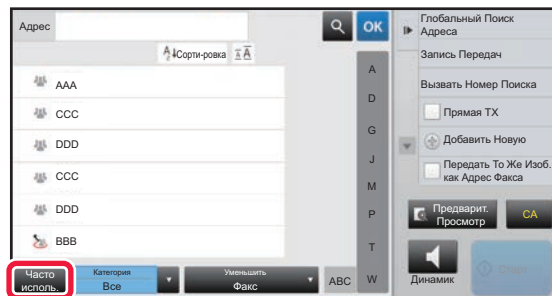 Адрес
OK
Сорти-ровка
AAA
CCC
DDD
CCC
DDD
BBB
A
D
G
J
M
P
T
W
Часто
исполь.
Категория
Все
Уменьшить
Факс
ABC
Глобальный Поиск
Адреса
Запись Передач
Вызвать Номер Поиска
Прямая TX
Добавить Новую
Передать То Же Изоб.
как Адрес Факса
Предварит.
Просмотр
CA
Динамик
Старт